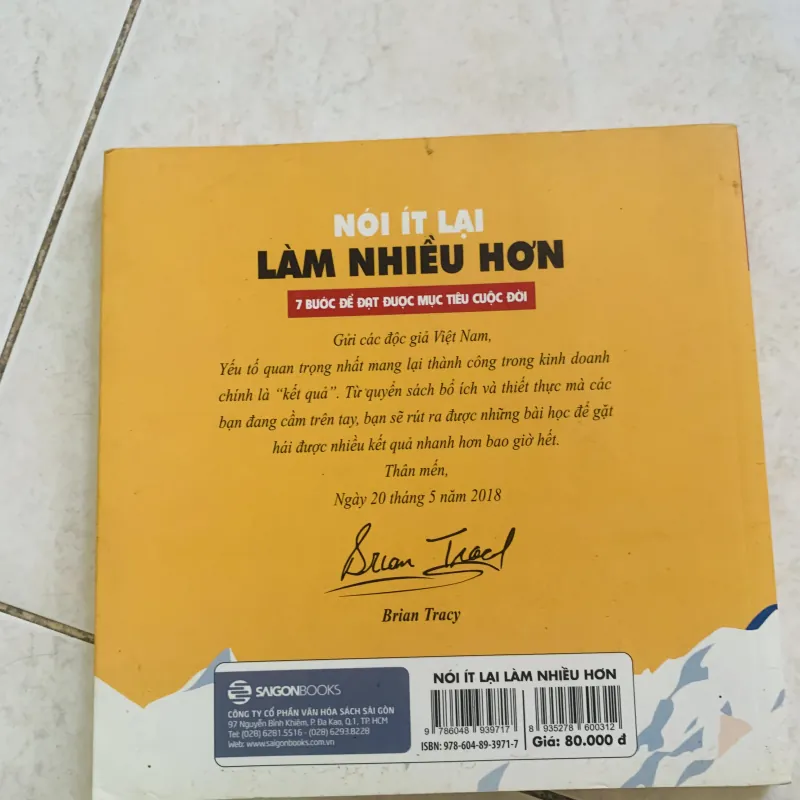 NÓI ÍT LẠI
LÀM NHIỀU HƠN
7 BƯỚC ĐỂ ĐẠT ĐƯỢC MỤC TIÊU CUỘC ĐỜI
Gửi các độc giả Việt Nam,
Yếu tố quan trọng nhất mang lại thành công trong kinh doanh
chính là “kết quả”. Từ quyển sách bổ ích và thiết thực mà các
bạn đang cầm trên tay, bạn sẽ rút ra được những bài học để gặt
hái được nhiều kết quả nhanh hơn bao giờ hết.
Thân mến,
Ngày 20 tháng 5 năm 2018
Brian Tracy
Brian Tracy
SAIGONBOOKS
CÔNG TY CỔ PHẦN VĂN HÓA SÁCH SÀI GÒN
97 Nguyễn Bỉnh Khiêm, P. Đa Kao, Q.1, TP. HCM
Tel: (028) 6281.5516 - (028) 6293.8228
Web: www.saigonbooks.com.vn
NÓI ÍT LẠI LÀM NHIỀU HƠN
9 786048 939717
8 935278 600312
ISBN: 978-604-89-3971-7
Giá: 80.000 đ